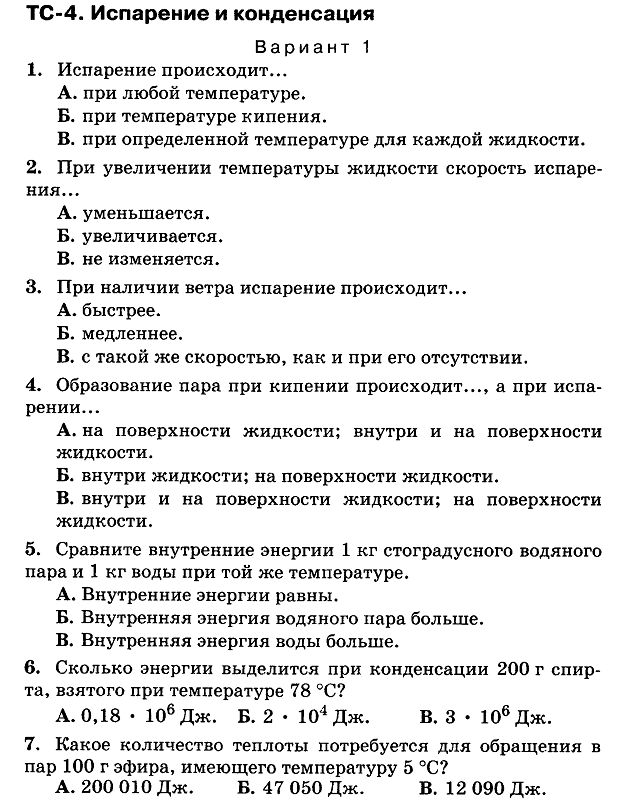 ТС-4. Испарение и конденсация
Вариант 1
1. Испарение происходит...
А. при любой температуре.
Б. при температуре кипения.
В. при определенной температуре для каждой жидкости.
2. При увеличении температуры жидкости скорость испаре-
ния...
А. уменьшается.
Б. увеличивается.
В. не изменяется.
3. При наличии ветра испарение происходит...
А. быстрее.
Б. медленнее.
В. с такой же скоростью, как и при его отсутствии.
4. Образование пара при кипении происходит..., а при испа-
рении...
А. на поверхности жидкости; внутри и на поверхности
жидкости.
Б. внутри жидкости; на поверхности жидкости.
В. внутри и на поверхности жидкости; на поверхности
жидкости.
5. Сравните внутренние энергии 1 кг стоградусного водяного
пара и 1 кг воды при той же температуре.
А. Внутренние энергии равны.
Б. Внутренняя энергия водяного пара больше.
В. Внутренняя энергия воды больше.
6. Сколько энергии выделится при конденсации 200 г спир-
та, взятого при температуре 78 °С?
А. 0,18 · 10⁶ Дж. Б. 2 · 10⁴ Дж. В. 3 · 10⁶ Дж.
7. Какое количество теплоты потребуется для обращения в
пар 100 г эфира, имеющего температуру 5 °С?
А. 200 010 Дж. Б. 47 050 Дж. В. 12 090 Дж.